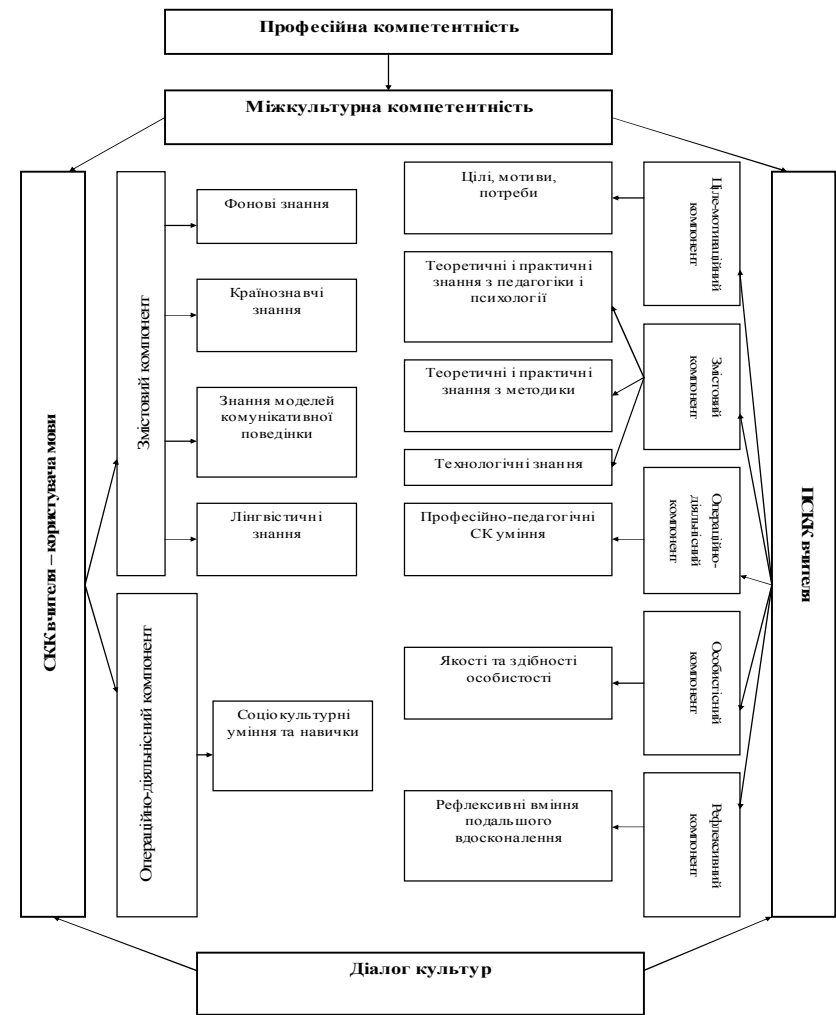 Професійна компетентність
Міжкультурна компетентність
СКК вчителя – користувача мови
Змістовий компонент
Фонові знання
Країнознавчі
знання
Знання моделей
комунікативної
поведінки
Лінгвістичні
знання
Операційно-діяльнісний компонент
Соціокультурні
уміння та навички
Цілі, мотиви,
потреби
Теоретичні і практичні
знання з педагогіки і
психології
Теоретичні і практичні
знання з методики
Технологічні знання
Професійно-педагогічні
СК уміння
Якості та здібності
особистості
Рефлексивні вміння
подальшого
вдосконалення
Ціле-мотиваційний
компонент
Змістовий
компонент
Операційно-
діяльнісний
компонент
Особистісний
компонент
Рефлексивний
компонент
ПСКК вчителя
Діалог культур